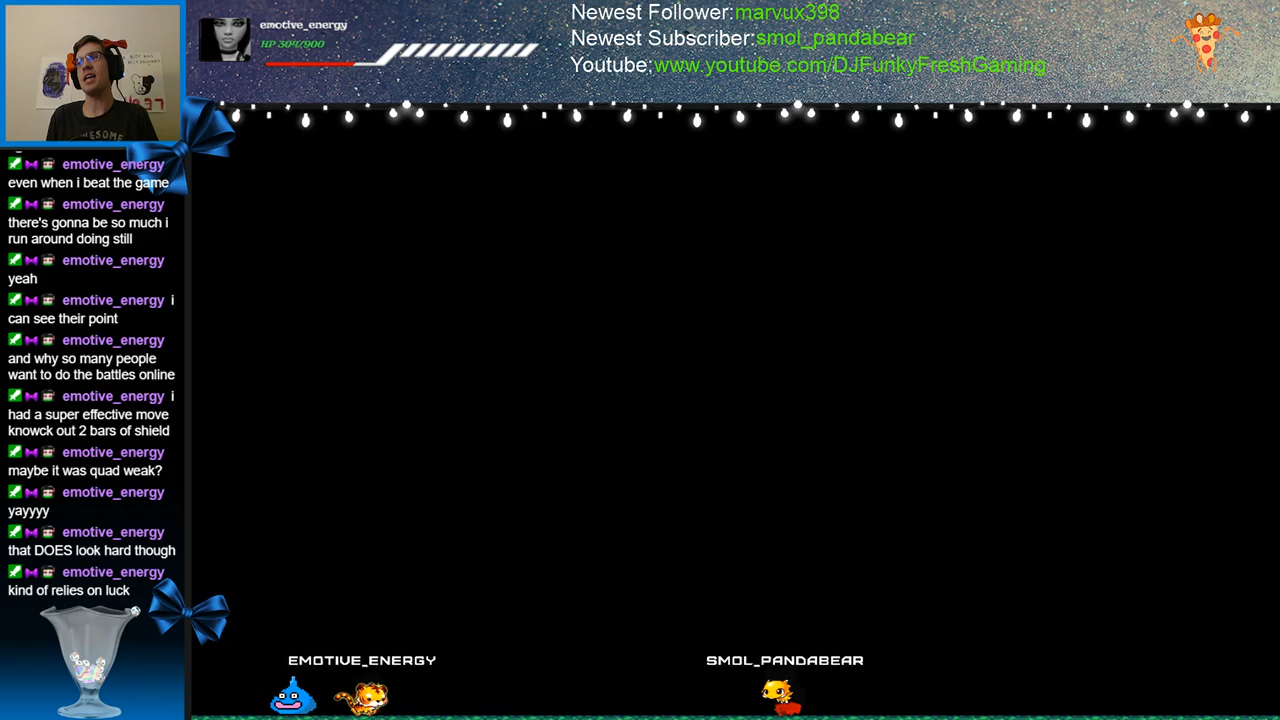 emotive_energy
HP 304/900
Newest Follower:marvux398
Newest Subscriber:smol_pandabear
Youtube;www.youtube.com/DJFunkyFreshGaming
emotive_energy
even when i beat the game
emotive_energy
there's gonna be so much i
run around doing still
emotive_energy
yeah
emotive_energy i
can see their point
emotive_energy
and why so many people
want to do the battles online
emotive_energy i
had a super effective move
knowck out 2 bars of shield
emotive_energy
maybe it was quad weak?
emotive_energy
yayyyy
emotive_energy
that DOES look hard though
emotive_energy
kind of relies on luck
EMOTIVE_ENERGY
SMOL_PANDABEAR